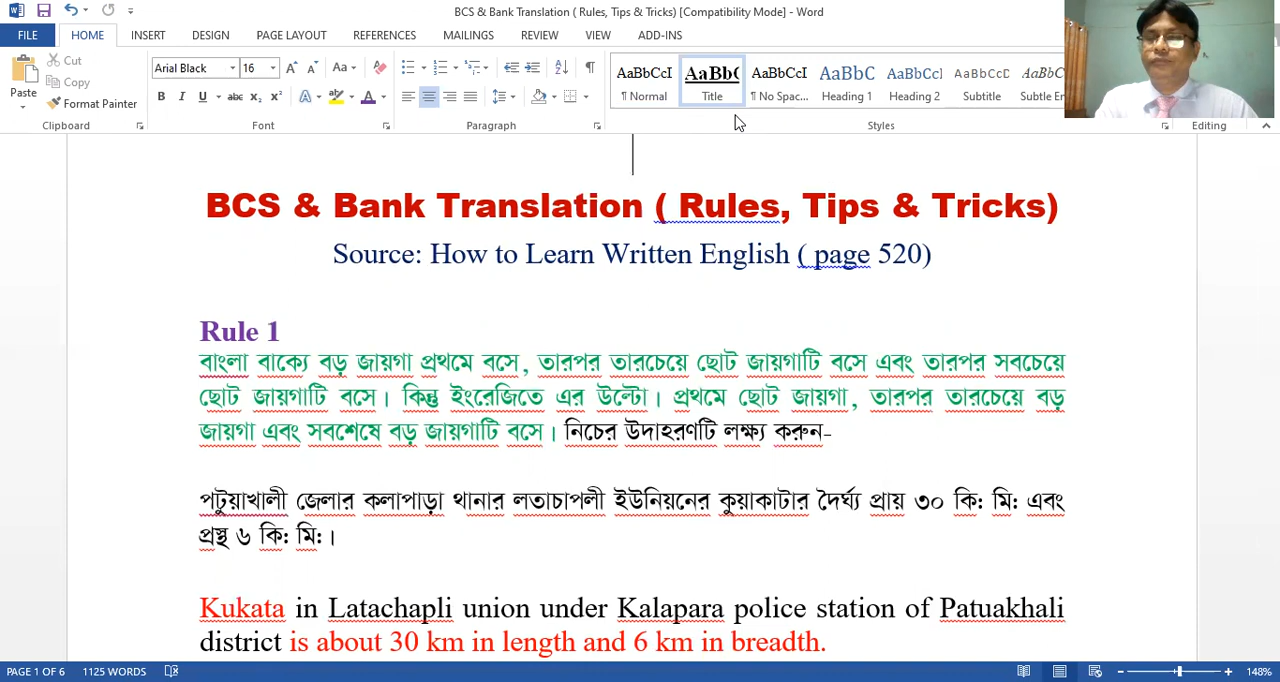 BCS & Bank Translation ( Rules, Tips & Tricks) [Compatibility Mode] - Word
FILE HOME INSERT DESIGN PAGE LAYOUT REFERENCES MAILINGS REVIEW VIEW ADD-INS
Cut
Copy
Paste
Format Painter
Clipboard
Arial Black 16
Font
Paragraph
AaBbCcI AaBb( AaBbCcI AaBbC AaBbCcI AaBbCcD AaBbCcI
¶ Normal Title ¶ No Spac... Heading 1 Heading 2 Subtitle Subtle En
Styles
Editing
BCS & Bank Translation ( Rules, Tips & Tricks)
Source: How to Learn Written English ( page 520)
Rule 1
বাংলা বাক্যে বড় জায়গা প্রথমে বসে, তারপর তারচেয়ে ছোট জায়গাটি বসে এবং তারপর সবচেয়ে
ছোট জায়গাটি বসে। কিন্তু ইংরেজিতে এর উল্টো। প্রথমে ছোট জায়গা, তারপর তারচেয়ে বড়
জায়গা এবং সবশেষে বড় জায়গাটি বসে। নিচের উদাহরণটি লক্ষ্য করুন-
পটুয়াখালী জেলার কলাপাড়া থানার লতাচাপলী ইউনিয়নের কুয়াকাটার দৈর্ঘ্য প্রায় ৩০ কি: মি: এবং
প্রস্থ ৬ কি: মি:।
Kukata in Latachapli union under Kalapara police station of Patuakhali
district is about 30 km in length and 6 km in breadth.
PAGE 1 OF 6 1125 WORDS 148%